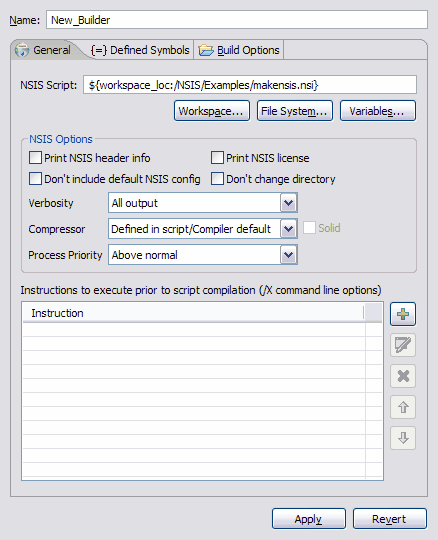 Name: New_Builder
General {=} Defined Symbols Build Options
NSIS Script: ${workspace_loc:/NSIS/Examples/makensis.nsi}
Workspace... File System... Variables...
NSIS Options
Print NSIS header info Print NSIS license
Don't include default NSIS config Don't change directory
Verbosity All output
Compressor Defined in script/Compiler default Solid
Process Priority Above normal
Instructions to execute prior to script compilation (/X command line options)
Instruction
Apply Revert